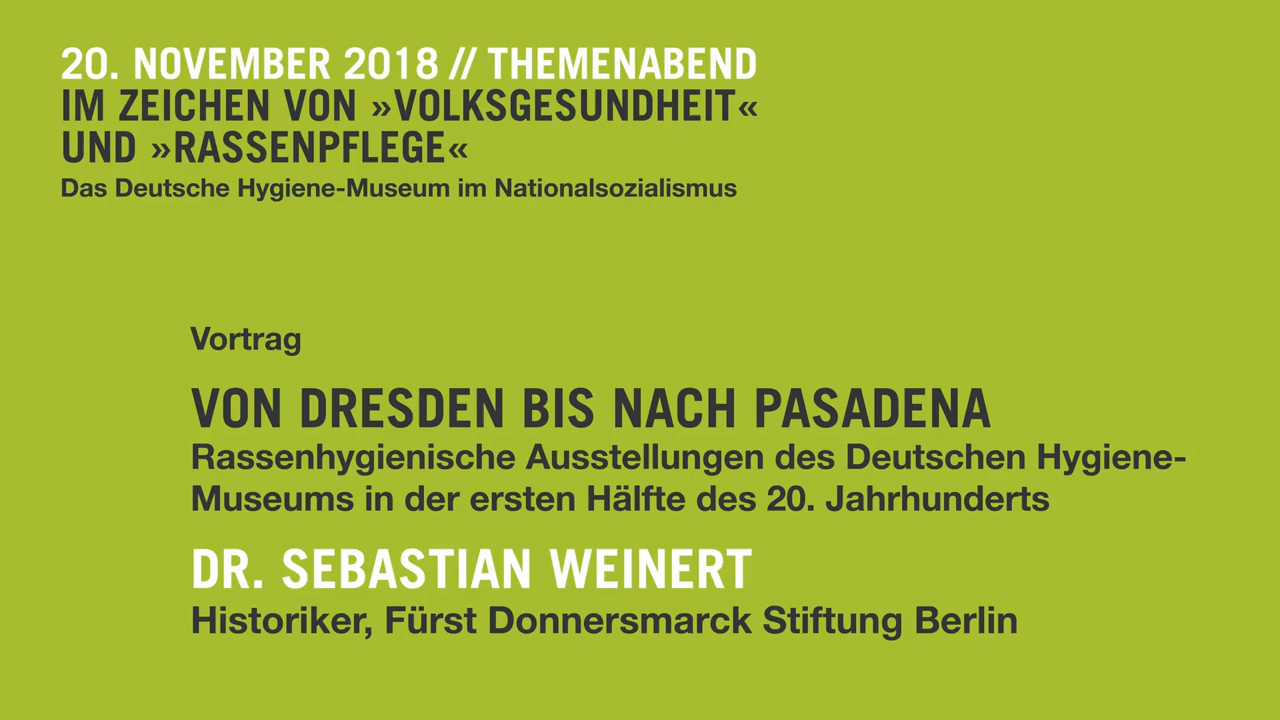 20. NOVEMBER 2018 // THEMENABEND
IM ZEICHEN VON »VOLKSGESUNDHEIT«
UND »RASSENPFLEGE«
Das Deutsche Hygiene-Museum im Nationalsozialismus
Vortrag
VON DRESDEN BIS NACH PASADENA
Rassenhygienische Ausstellungen des Deutschen Hygiene-
Museums in der ersten Hälfte des 20. Jahrhunderts
DR. SEBASTIAN WEINERT
Historiker, Fürst Donnersmarck Stiftung Berlin